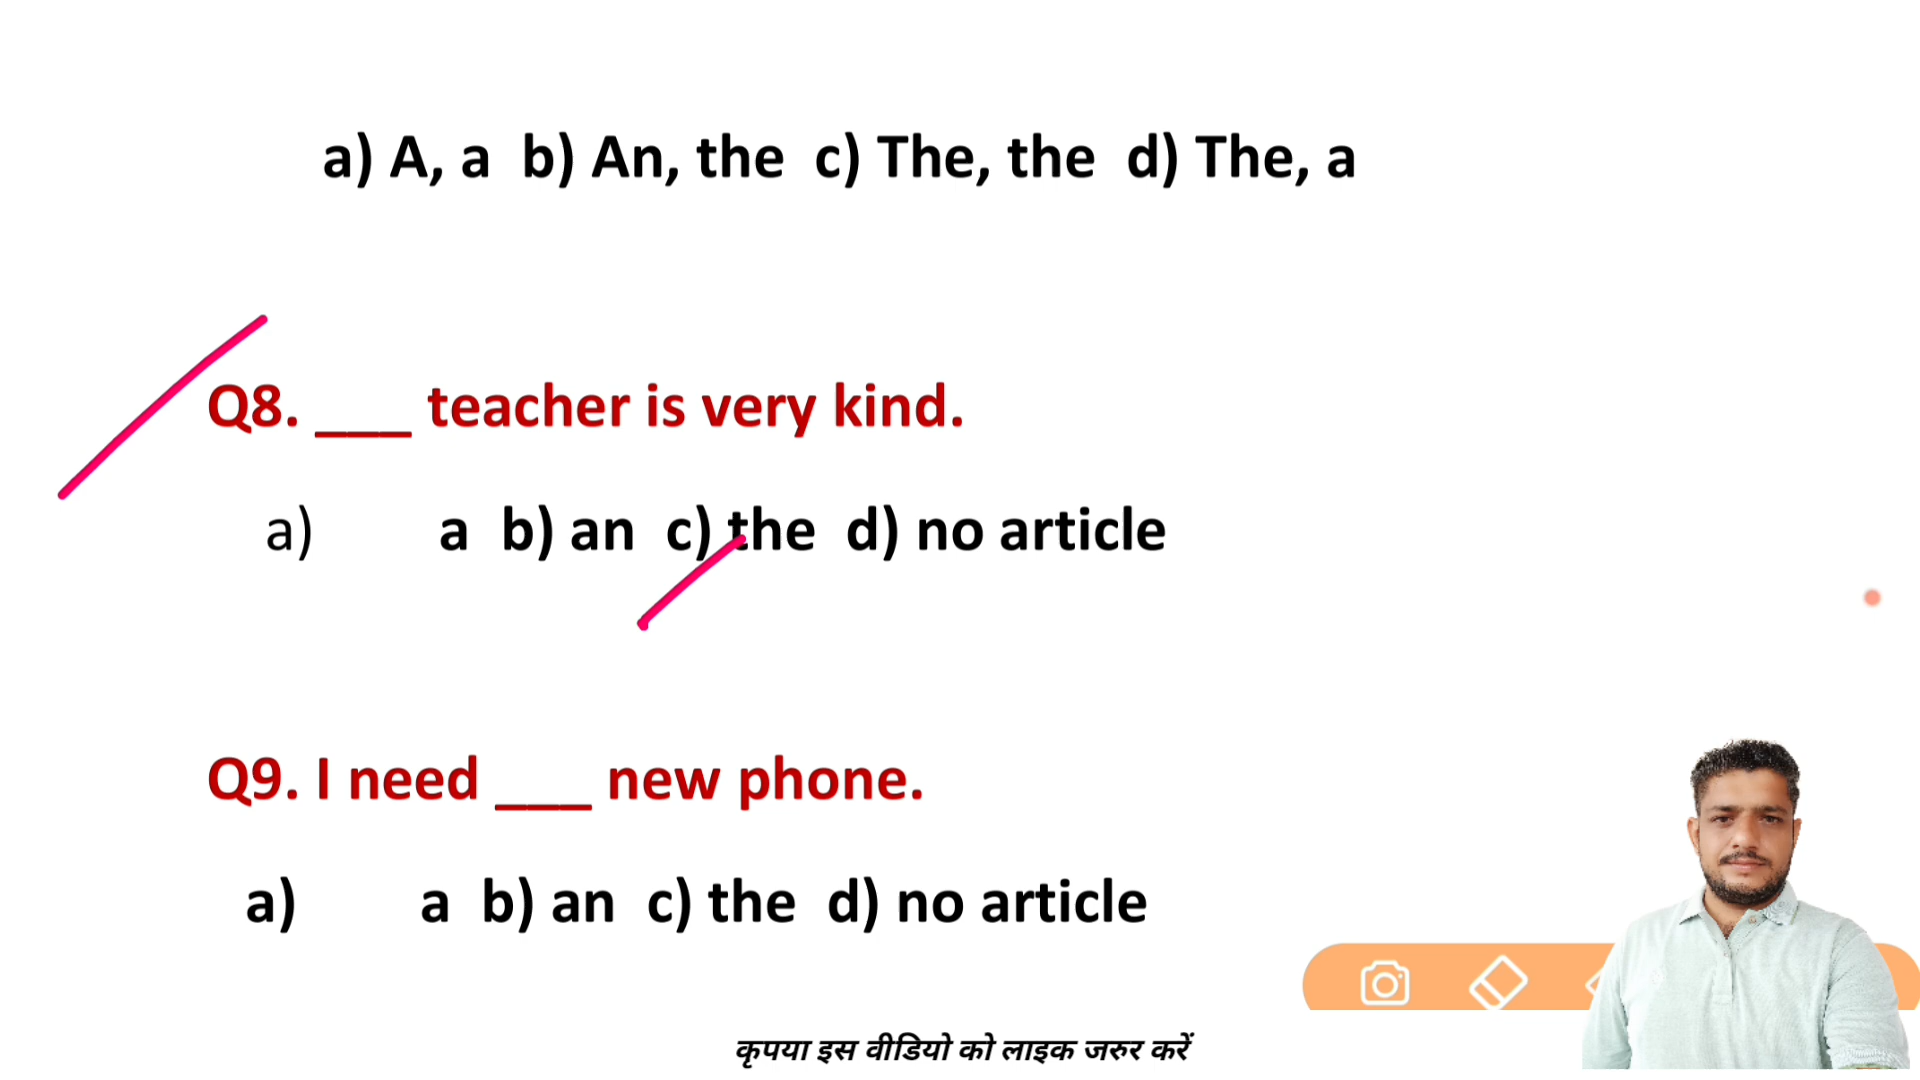 a) A, a b) An, the c) The, the d) The, a
Q8. ___ teacher is very kind.
a) a b) an c) the d) no article
Q9. I need ___ new phone.
a) a b) an c) the d) no article
कृपया इस वीडियो को लाइक जरुर करें